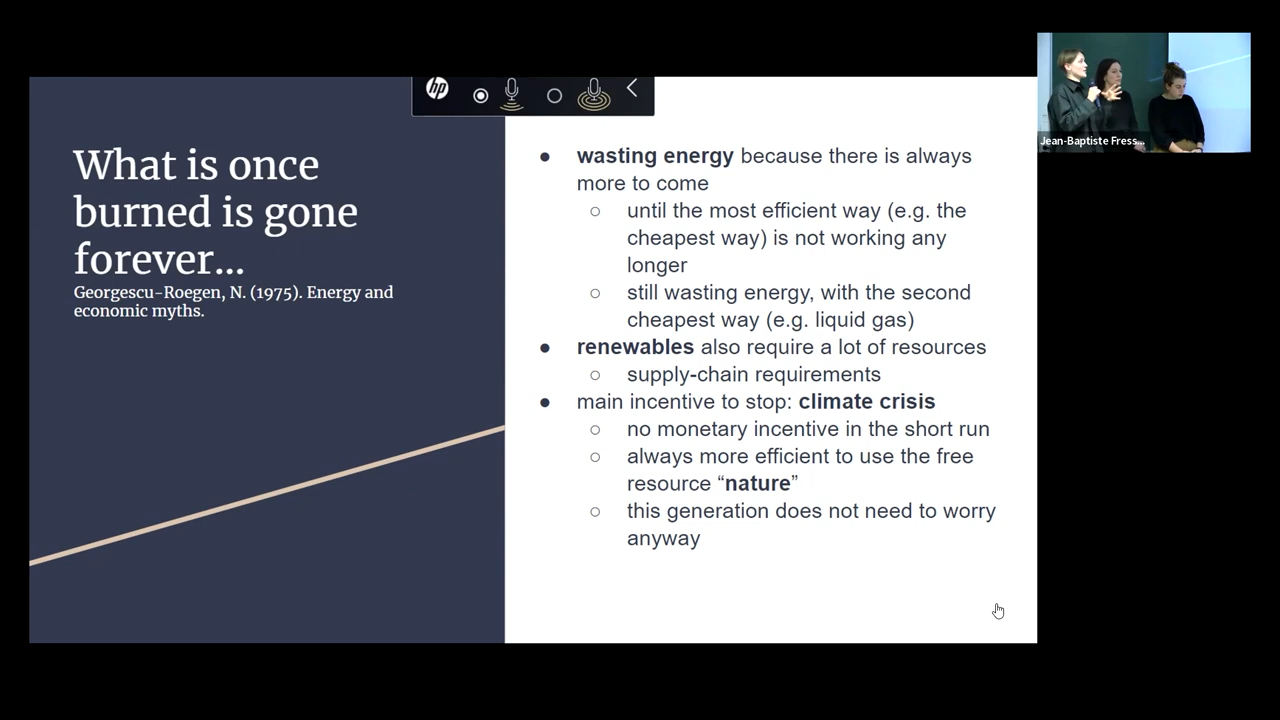 hp
What is once
burned is gone
forever...
Georgescu-Roegen, N. (1975). Energy and
economic myths.
● wasting energy because there is always
more to come
○ until the most efficient way (e.g. the
cheapest way) is not working any
longer
○ still wasting energy, with the second
cheapest way (e.g. liquid gas)
● renewables also require a lot of resources
○ supply-chain requirements
● main incentive to stop: climate crisis
○ no monetary incentive in the short run
○ always more efficient to use the free
resource “nature”
○ this generation does not need to worry
anyway
Jean-Baptiste Fress...